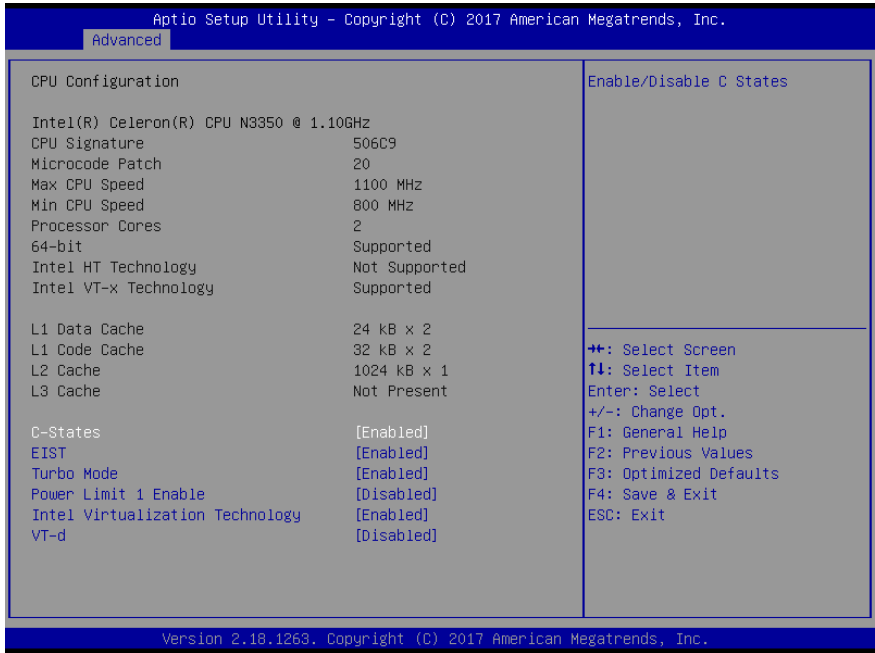 Aptio Setup Utility – Copyright (C) 2017 American Megatrends, Inc.
Advanced
CPU Configuration
Intel(R) Celeron(R) CPU N3350 @ 1.10GHz
CPU Signature 506C9
Microcode Patch 20
Max CPU Speed 1100 MHz
Min CPU Speed 800 MHz
Processor Cores 2
64-bit Supported
Intel HT Technology Not Supported
Intel VT-x Technology Supported
L1 Data Cache 24 kB x 2
L1 Code Cache 32 kB x 2
L2 Cache 1024 kB x 1
L3 Cache Not Present
C-States [Enabled]
EIST [Enabled]
Turbo Mode [Enabled]
Power Limit 1 Enable [Disabled]
Intel Virtualization Technology [Enabled]
VT-d [Disabled]
Enable/Disable C States
→←: Select Screen
↑↓: Select Item
Enter: Select
+/-: Change Opt.
F1: General Help
F2: Previous Values
F3: Optimized Defaults
F4: Save & Exit
ESC: Exit
Version 2.18.1263. Copyright (C) 2017 American Megatrends, Inc.